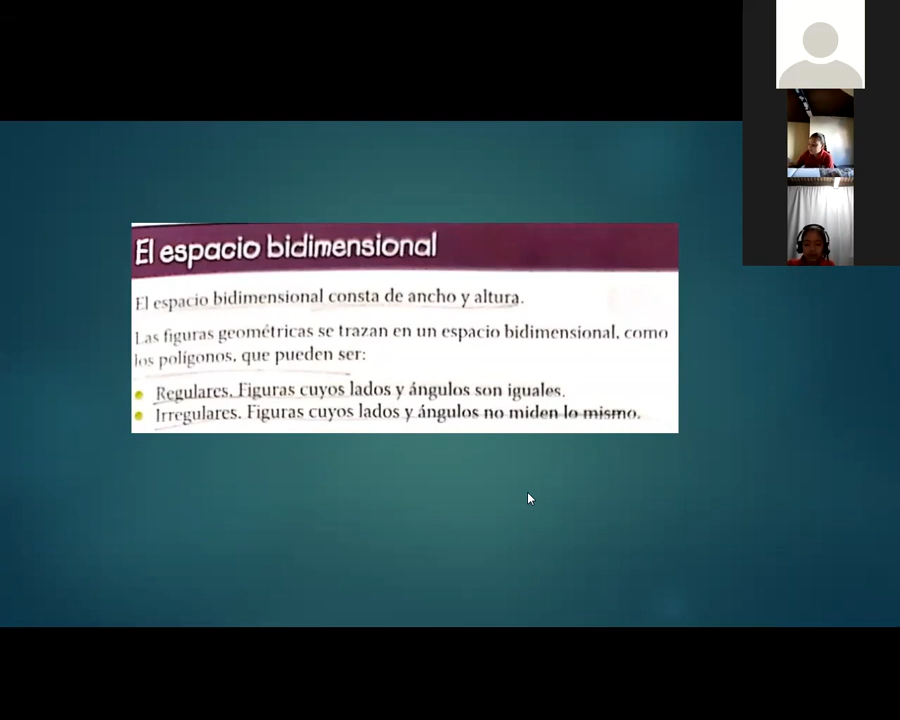 El espacio bidimensional
El espacio bidimensional consta de ancho y altura.
Las figuras geométricas se trazan en un espacio bidimensional, como
los polígonos, que pueden ser:
Regulares. Figuras cuyos lados y ángulos son iguales.
Irregulares. Figuras cuyos lados y ángulos no miden lo mismo.